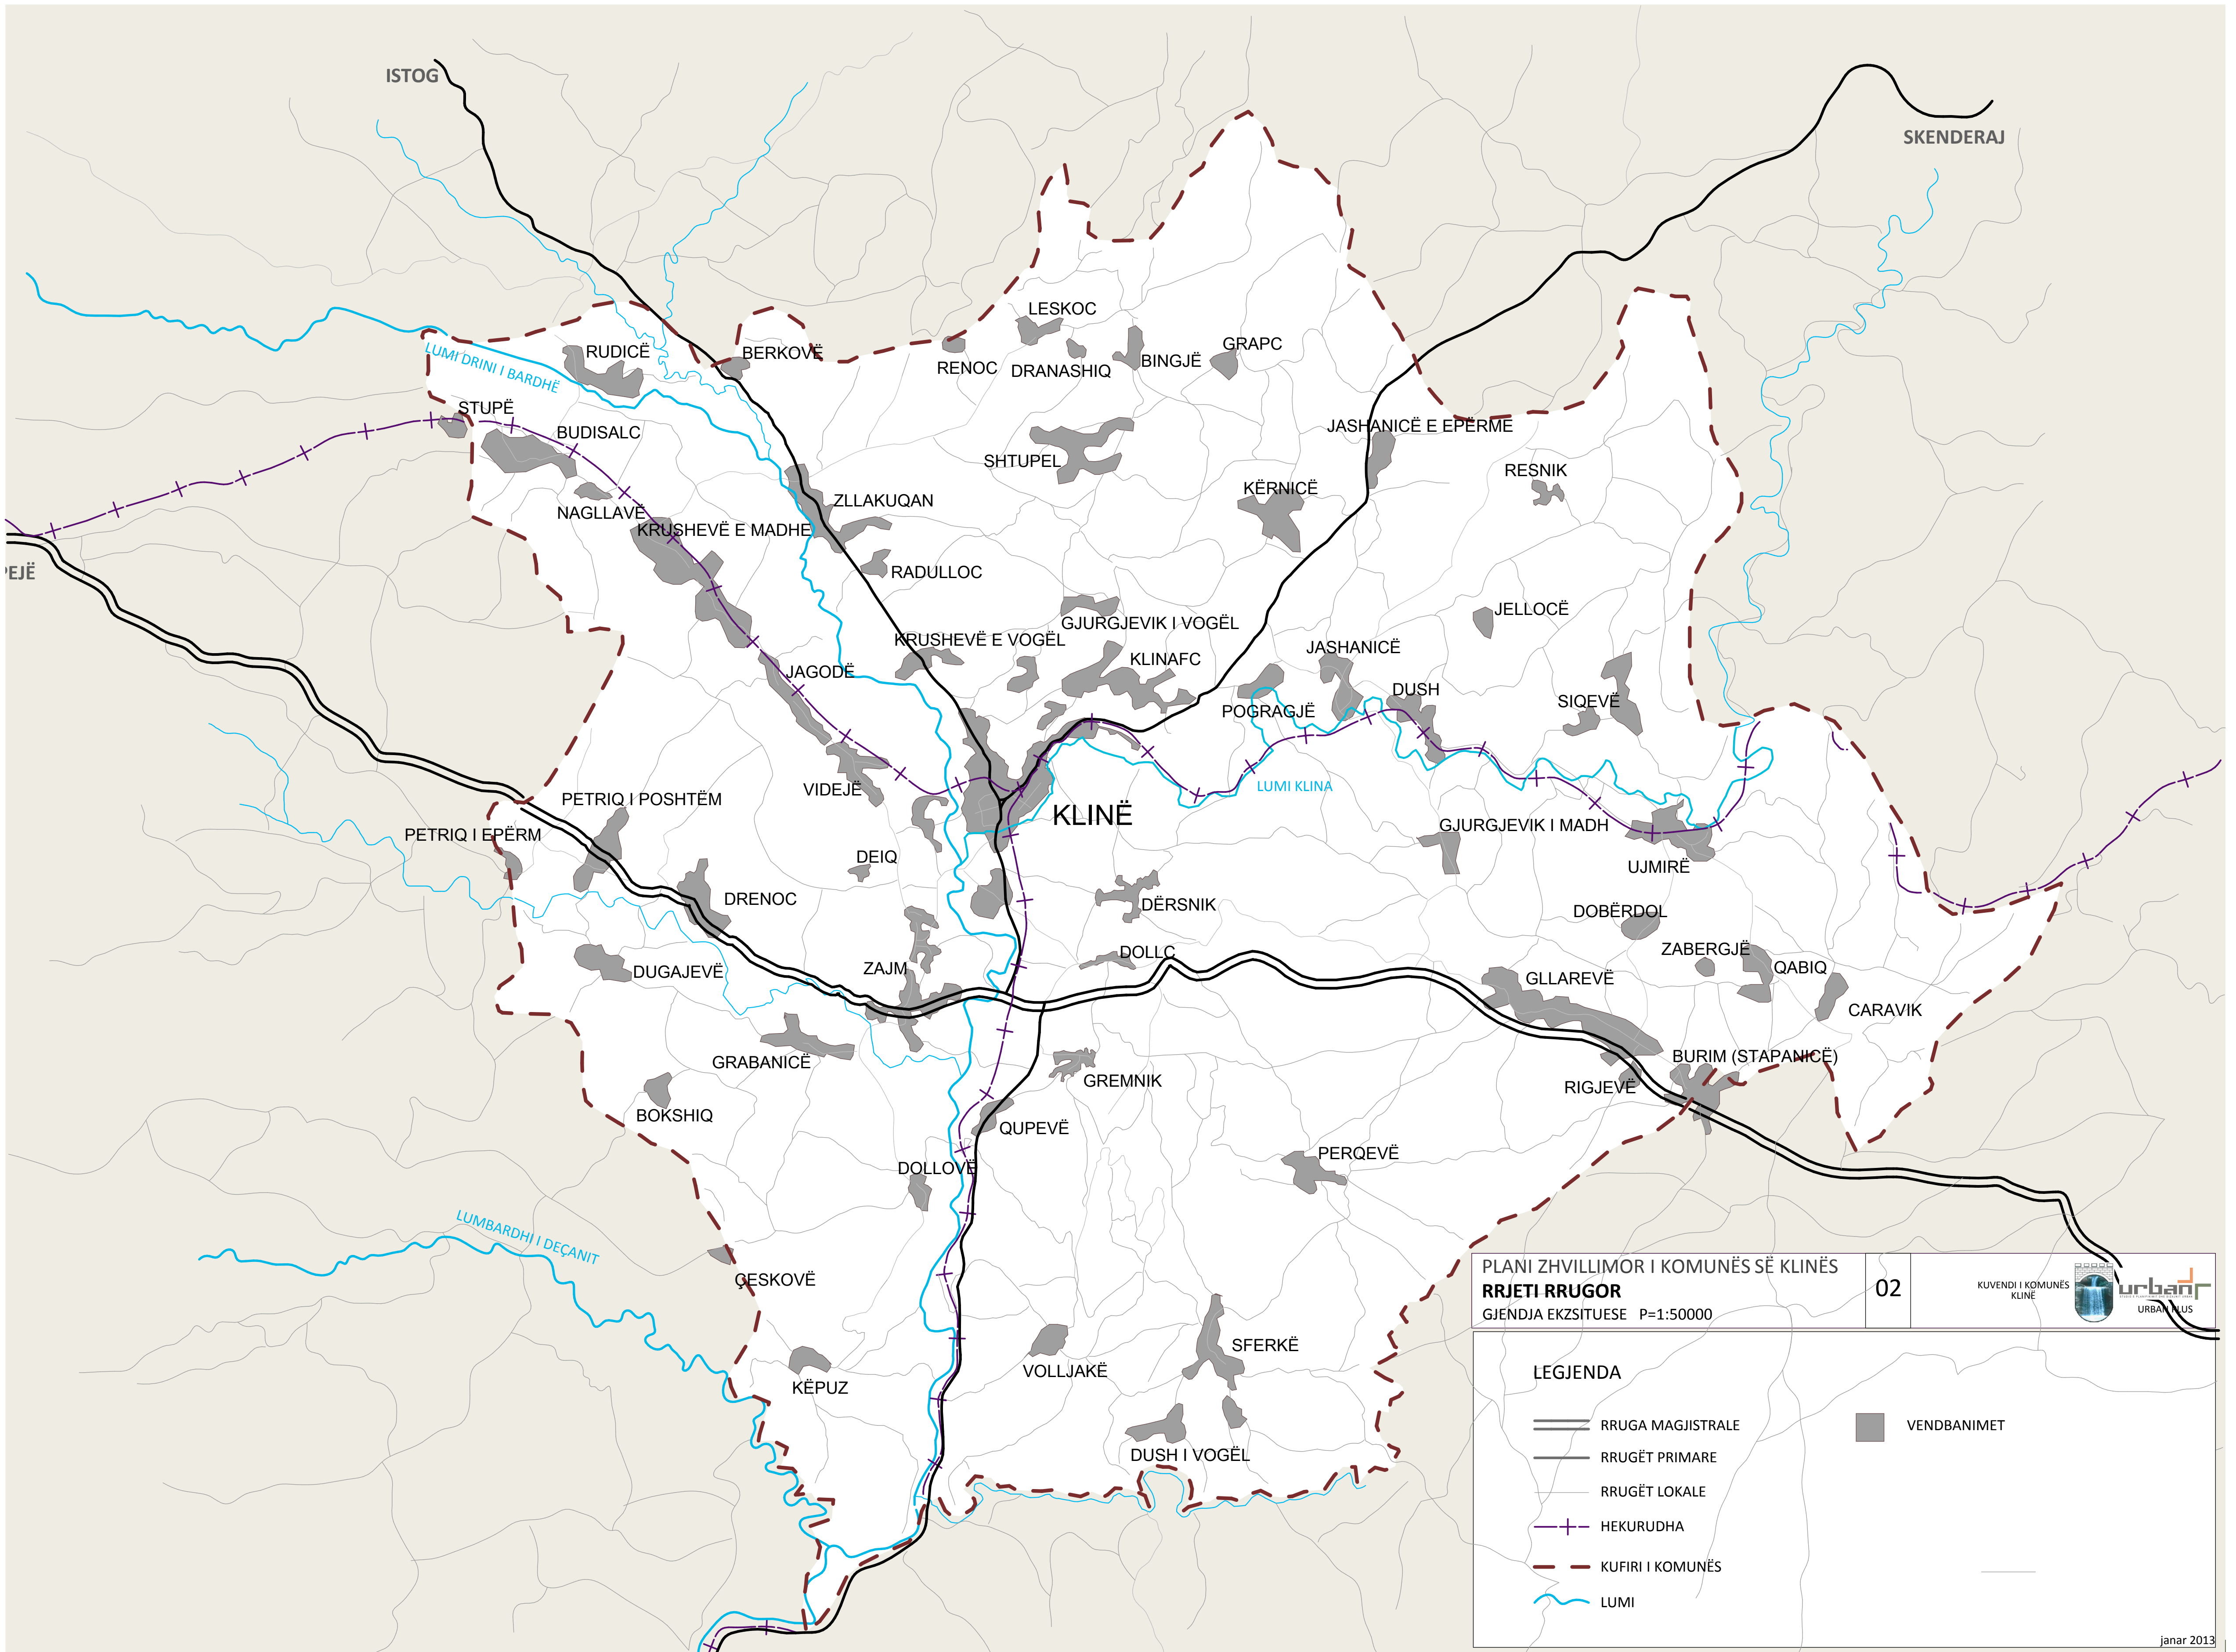 ISTOG
SKENDERAJ
LESKOC
GRAPC
RUDICË
BERKOVË
LUMI DRINI I BARDHË
BINGJË
RENOC
DRANASHIQ
STUPË
BUDISALC
JASHANICË E EPËRME
SHTUPEL
RESNIK
KËRNICË
ZLLAKUQAN
NAGLLAVË
KRUSHEVË E MADHE
PEJË
RADULLOC
JELLOCË
GJURGJEVIK I VOGËL
KRUSHEVË E VOGËL
JASHANICË
KLINAFC
JAGODË
DUSH
SIQEVË
POGRAGJË
LUMI KLINA
VIDEJË
PETRIQ I POSHTËM
KLINË
GJURGJEVIK I MADH
PETRIQ I EPËRM
DEIQ
UJMIRË
DRENOC
DËRSNIK
DOBËRDOL
ZABERGJË
DOLLC
ZAJM
QABIQ
DUGAJEVË
GLLAREVË
CARAVIK
BURIM (STAPANICË)
GRABANICË
GREMNIK
RIGJEVË
BOKSHIQ
QUPEVË
PERQEVË
DOLLOVË
LUMBARDHI I DEÇANIT
ÇESKOVË
SFERKË
VOLLJAKË
KËPUZ
DUSH I VOGËL
PLANI ZHVILLIMOR I KOMUNËS SË KLINËS
RRJETI RRUGOR
GJENDJA EKZSITUESE P=1:50000
02
KUVENDI I KOMUNËS
KLINË
urban
URBAN PLUS
LEGJENDA
RRUGA MAGJISTRALE
VENDBANIMET
RRUGËT PRIMARE
RRUGËT LOKALE
HEKURUDHA
KUFIRI I KOMUNËS
LUMI
janar 2013